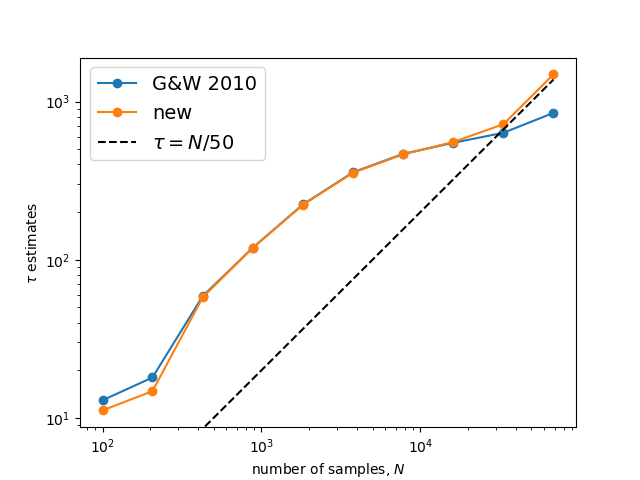 G&W 2010
new
τ = N/50
10³
10²
10¹
τ estimates
10² 10³ 10⁴
number of samples, N